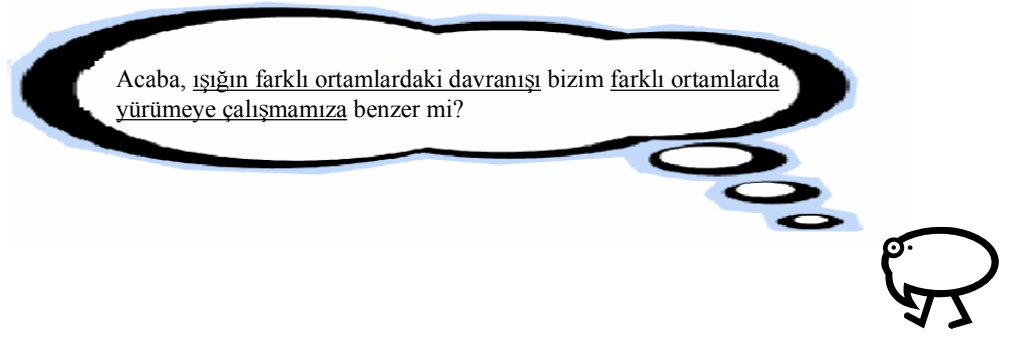 Acaba, ışığın farklı ortamlardaki davranışı bizim farklı ortamlarda
yürümeye çalışmamıza benzer mi?